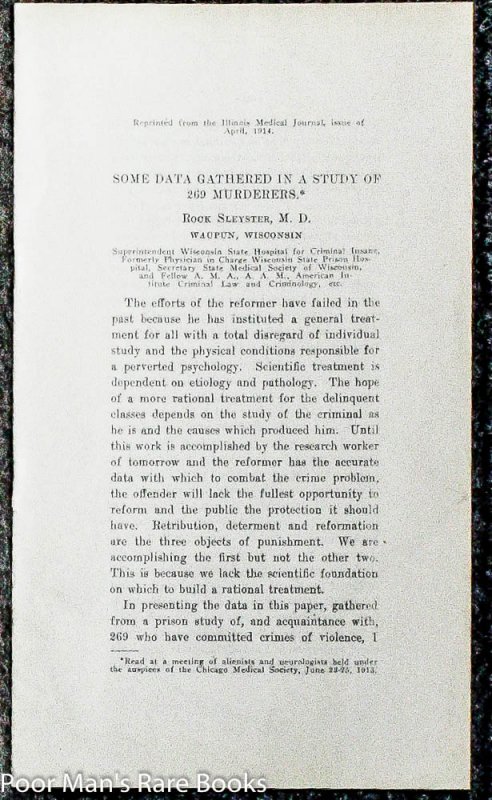 Reprinted from the Illinois Medical Journal, issue of
April, 1914.
SOME DATA GATHERED IN A STUDY OF
269 MURDERERS.*
Rock Sleyster, M. D.
WAUPUN, WISCONSIN
Superintendent Wisconsin State Hospital for Criminal Insane,
Formerly Physician in Charge Wisconsin State Prison Hos-
pital, Secretary State Medical Society of Wisconsin,
and Fellow A. M. A., A. A. M., American In-
titute Criminal Law and Criminology, etc.
The efforts of the reformer have failed in the
past because he has instituted a general treat-
ment for all with a total disregard of individual
study and the physical conditions responsible for
a perverted psychology. Scientific treatment is
dependent on etiology and pathology. The hope
of a more rational treatment for the delinquent
classes depends on the study of the criminal as
he is and the causes which produced him. Until
this work is accomplished by the research worker
of tomorrow and the reformer has the accurate
data with which to combat the crime problem,
the offender will lack the fullest opportunity to
reform and the public the protection it should
have. Retribution, determent and reformation
are the three objects of punishment. We are
accomplishing the first but not the other two.
This is because we lack the scientific foundation
on which to build a rational treatment.
In presenting the data in this paper, gathered
from a prison study of, and acquaintance with,
269 who have committed crimes of violence, I
*Read at a meeting of alienists and neurologists held under
the auspices of the Chicago Medical Society, June 23-25, 1913.
Poor Man's Rare Books